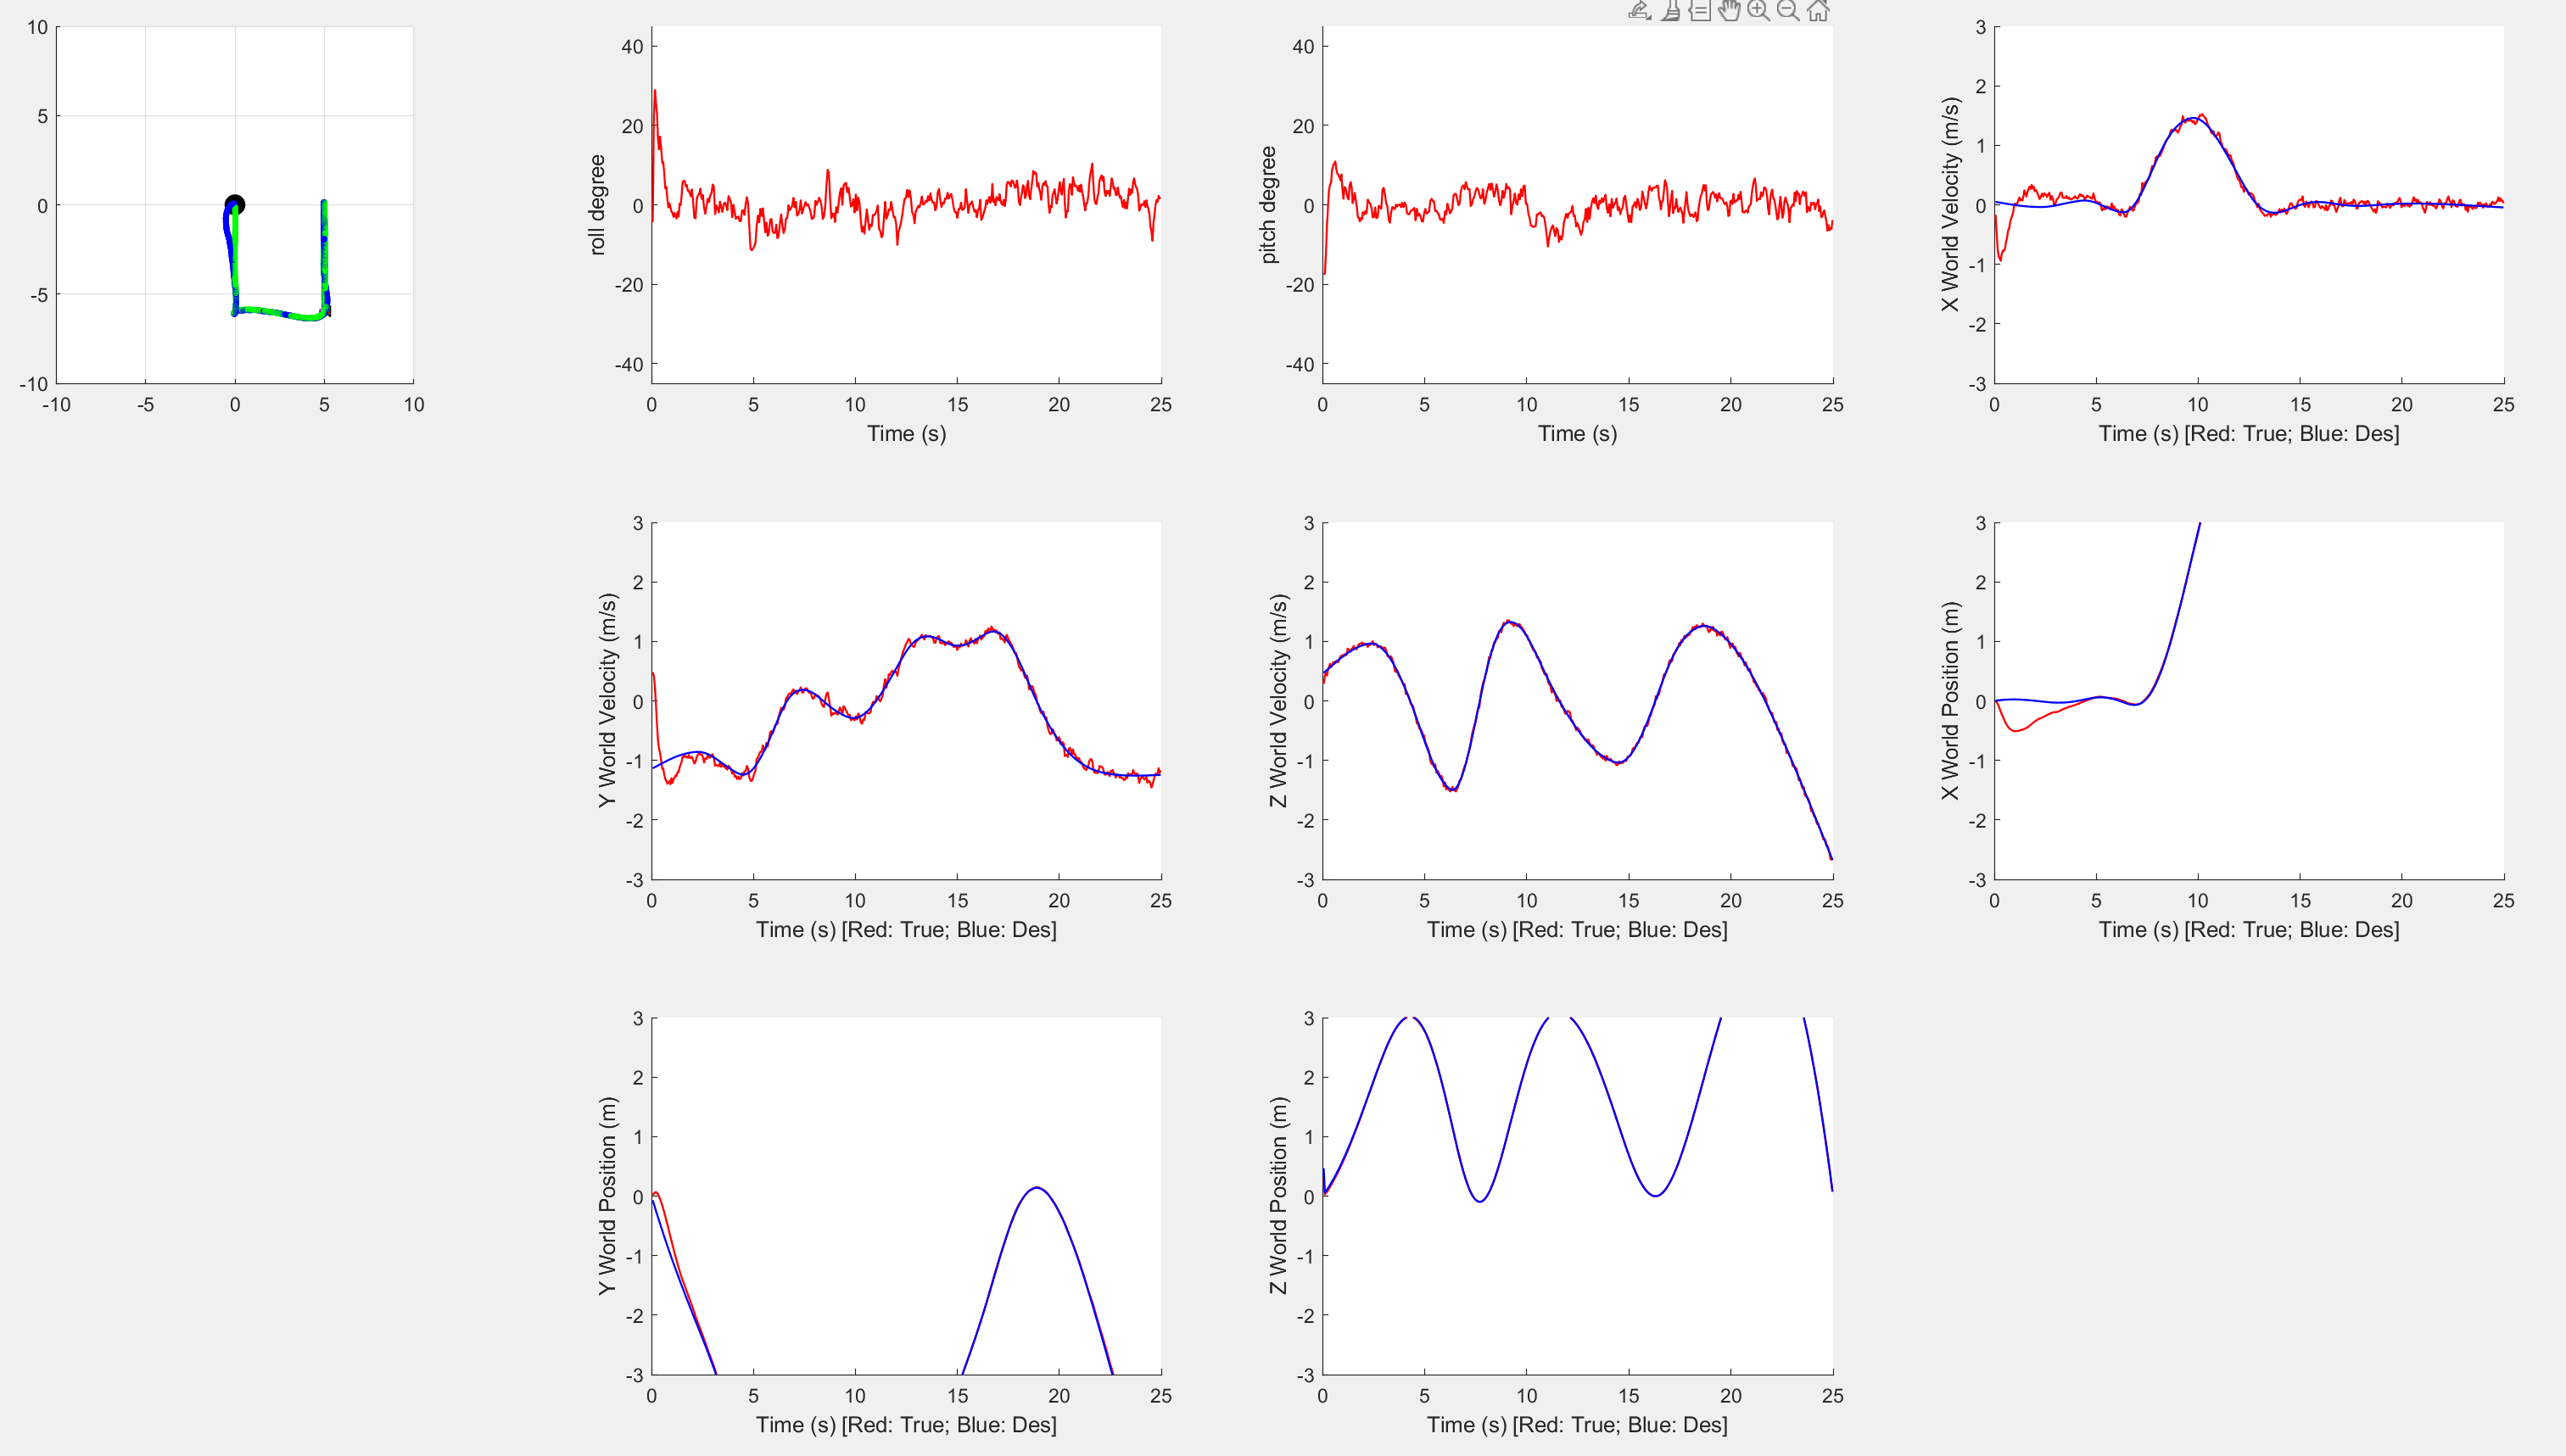 10
5
0
-5
-10
-10 -5 0 5 10
40
20
0
-20
-40
roll degree
0 5 10 15 20 25
Time (s)
40
20
0
-20
-40
pitch degree
0 5 10 15 20 25
Time (s)
3
2
1
0
-1
-2
-3
X World Velocity (m/s)
0 5 10 15 20 25
Time (s) [Red: True; Blue: Des]
3
2
1
0
-1
-2
-3
Y World Velocity (m/s)
0 5 10 15 20 25
Time (s) [Red: True; Blue: Des]
3
2
1
0
-1
-2
-3
Z World Velocity (m/s)
0 5 10 15 20 25
Time (s) [Red: True; Blue: Des]
3
2
1
0
-1
-2
-3
X World Position (m)
0 5 10 15 20 25
Time (s) [Red: True; Blue: Des]
3
2
1
0
-1
-2
-3
Y World Position (m)
0 5 10 15 20 25
Time (s) [Red: True; Blue: Des]
3
2
1
0
-1
-2
-3
Z World Position (m)
0 5 10 15 20 25
Time (s) [Red: True; Blue: Des]